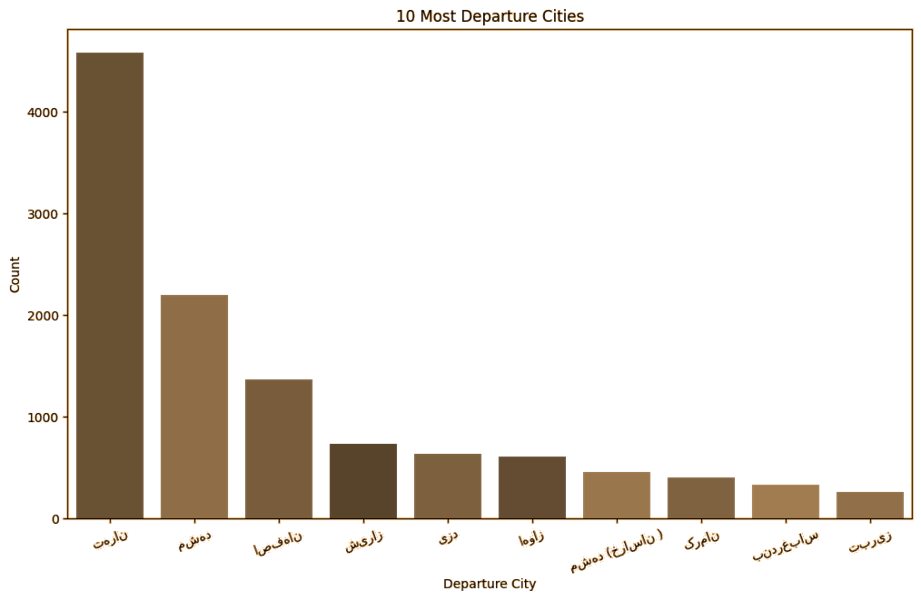 10 Most Departure Cities
Count
4000
3000
2000
1000
0
تهران
مشهد
اصفهان
شیراز
یزد
اهواز
مشهد (خراسان )
کرمان
بندرعباس
تبریز
Departure City